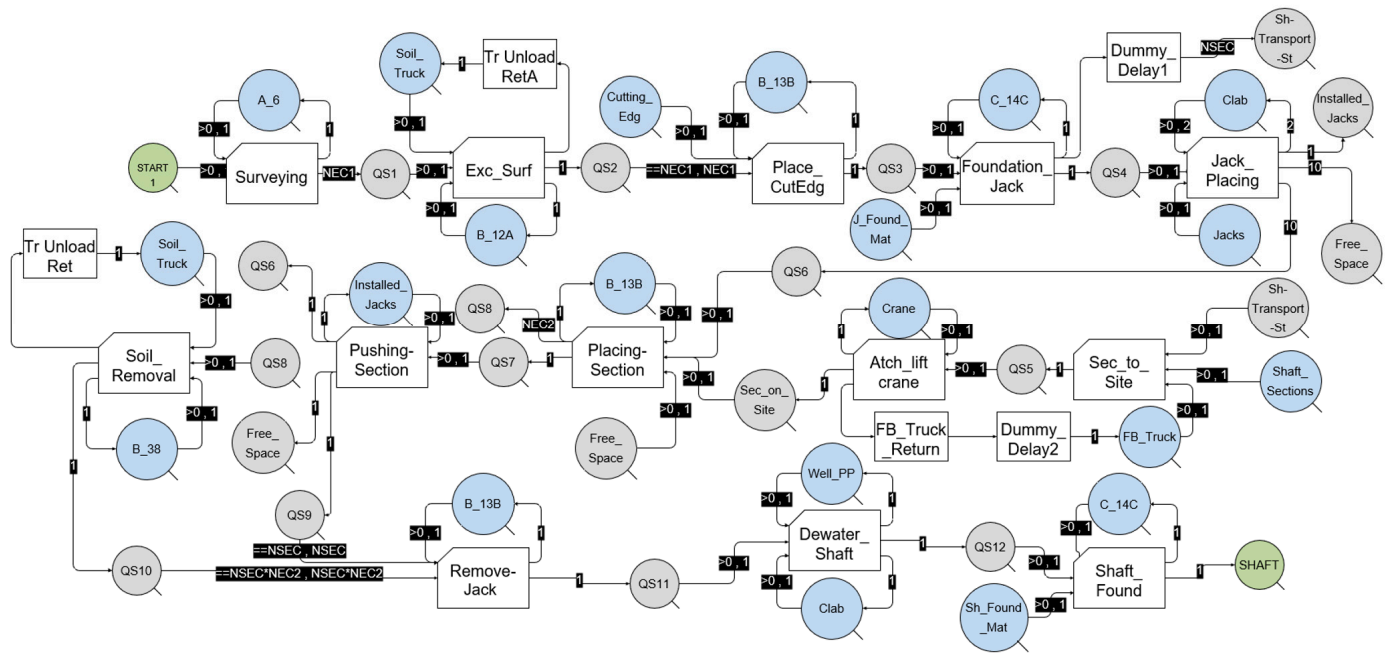 Sh-
Transport
-St
Soil_
Truck
1
Tr Unload
RetA
Dummy_
Delay1
NSEC
A_6
Cutting_
Edg
B_13B
C_14C
Clab
Installed_
Jacks
>0 , 1
1
>0 , 1
>0 , 1
>0 , 1
1
>0 , 1
1
>0 , 2
2
START
1
>0,
Surveying
NEC1
QS1
>0 , 1
Exc_Surf
1
QS2
==NEC1 , NEC1
Place_
CutEdg
1
QS3
>0 , 1
Foundation_
Jack
1
QS4
>0 , 1
Jack_
Placing
1
10
>0 , 1
1
B_12A
J_Found_
Mat
>0 , 1
>0 , 1
1
Jacks
10
Free_
Space
Tr Unload
Ret
1
Soil_
Truck
>0 , 1
QS6
1
Installed_
Jacks
1
>0 , 1
QS8
NEC2
B_13B
1
>0 , 1
>0 , 1
QS6
Crane
1
>0 , 1
Sh-
Transport
-St
>0 , 1
Soil_
Removal
>0 , 1
QS8
Pushing-
Section
>0 , 1
QS7
1
Placing-
Section
>0 , 1
Sec_on_
Site
1
Atch_lift
crane
>0 , 1
QS5
1
Sec_to_
Site
>0 , 1
Shaft_
Sections
>0 , 1
1
>0 , 1
B_38
1
Free_
Space
1
1
Free_
Space
>0 , 1
FB_Truck
_Return
Dummy_
Delay2
1
FB_Truck
QS9
==NSEC , NSEC
B_13B
>0 , 1
1
Well_PP
>0 , 1
1
C_14C
>0 , 1
1
QS10
==NSEC*NEC2 , NSEC*NEC2
Remove-
Jack
1
QS11
>0 , 1
Dewater_
Shaft
1
QS12
>0 , 1
Shaft_
Found
1
SHAFT
>0 , 1
1
Clab
Sh_Found
_Mat
>0 , 1